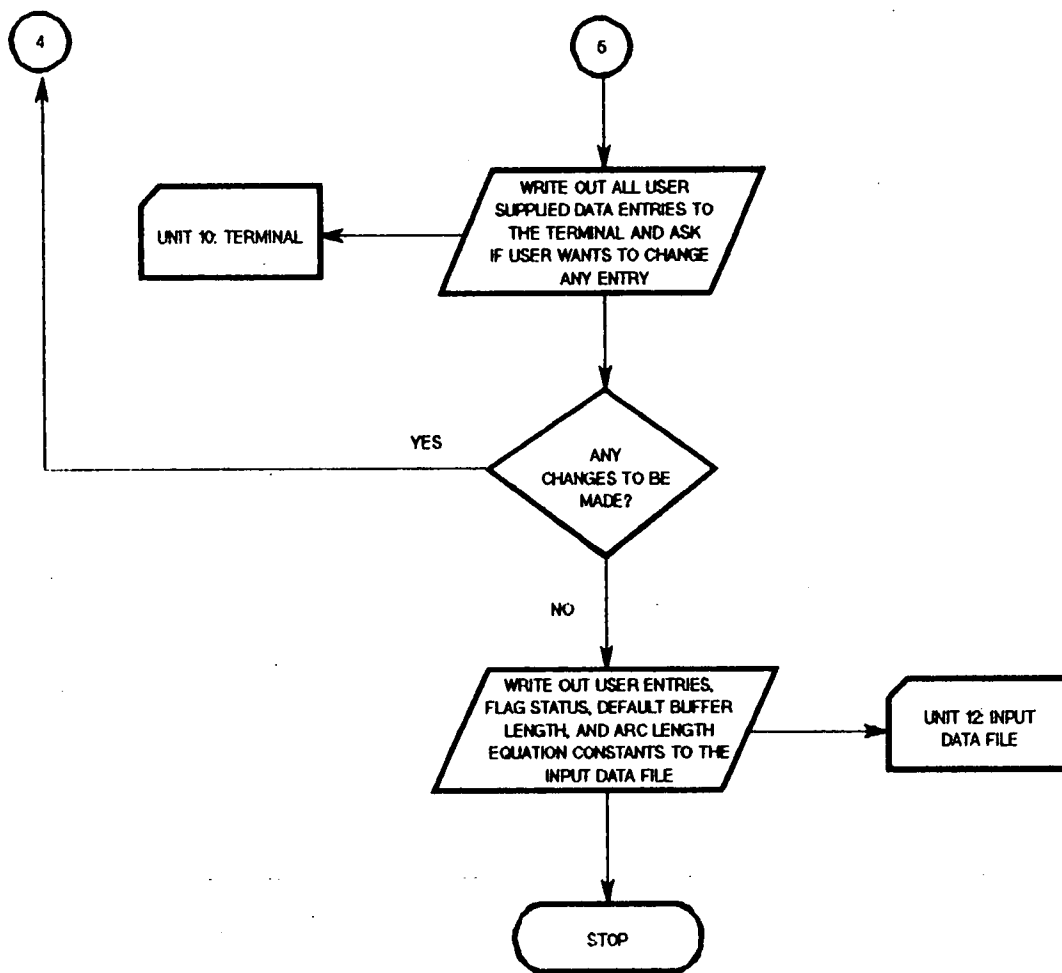 4
5
WRITE OUT ALL USER
SUPPLIED DATA ENTRIES TO
THE TERMINAL AND ASK
IF USER WANTS TO CHANGE
ANY ENTRY
UNIT 10: TERMINAL
YES
ANY
CHANGES TO BE
MADE?
NO
WRITE OUT USER ENTRIES,
FLAG STATUS, DEFAULT BUFFER
LENGTH, AND ARC LENGTH
EQUATION CONSTANTS TO THE
INPUT DATA FILE
UNIT 12: INPUT
DATA FILE
STOP